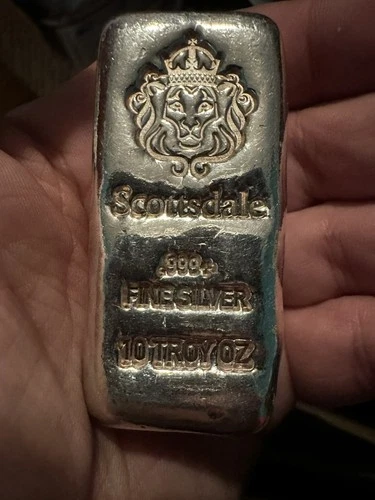 Scottsdale
.999
FINE SILVER
10 TROY OZ